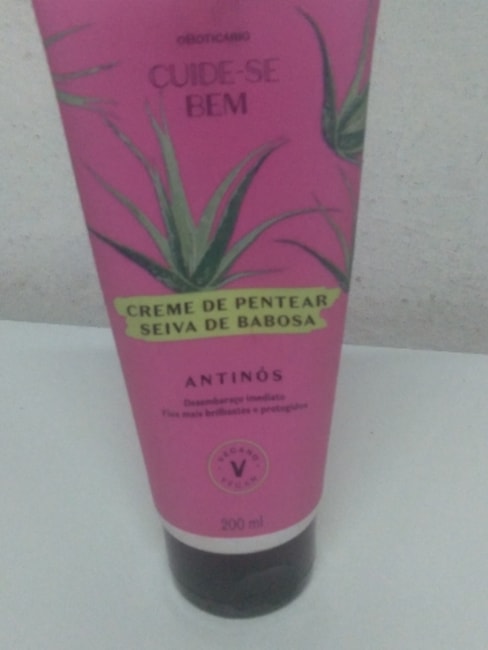 oBOTICÁRIO
CUIDE-SE
BEM
CREME DE PENTEAR
SEIVA DE BABOSA
ANTINÓS
Desembaraço imediato
Fios mais brilhantes e protegidos
VEGANO
V
VEGAN
200 ml